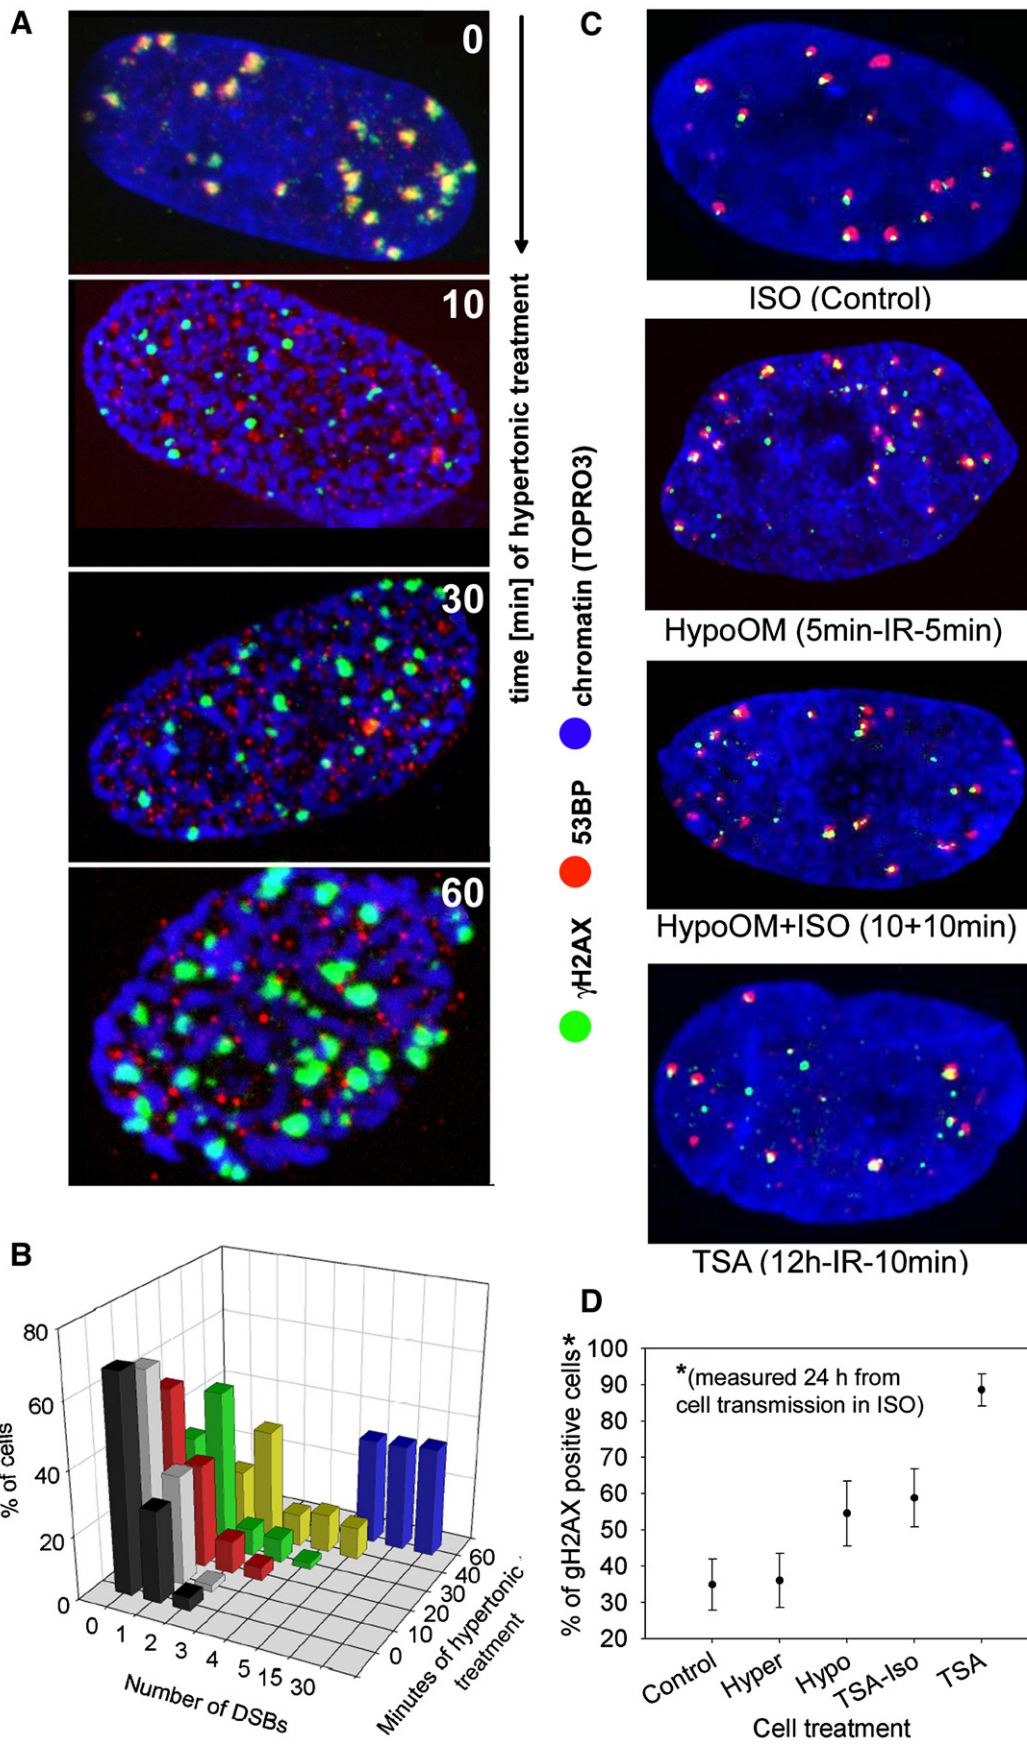 A
0
10
30
60
time [min] of hypertonic treatment
γH2AX
53BP
chromatin (TOPRO3)
C
ISO (Control)
HypoOM (5min-IR-5min)
HypoOM+ISO (10+10min)
TSA (12h-IR-10min)
B
% of cells
80
60
40
20
0
0 1 2 3 4 5 15 30
Number of DSBs
0 10 20 30 40 60
Minutes of hypertonic
treatment
D
% of gH2AX positive cells*
100
90
80
70
60
50
40
30
20
*(measured 24 h from
cell transmission in ISO)
Control Hyper Hypo TSA-Iso TSA
Cell treatment